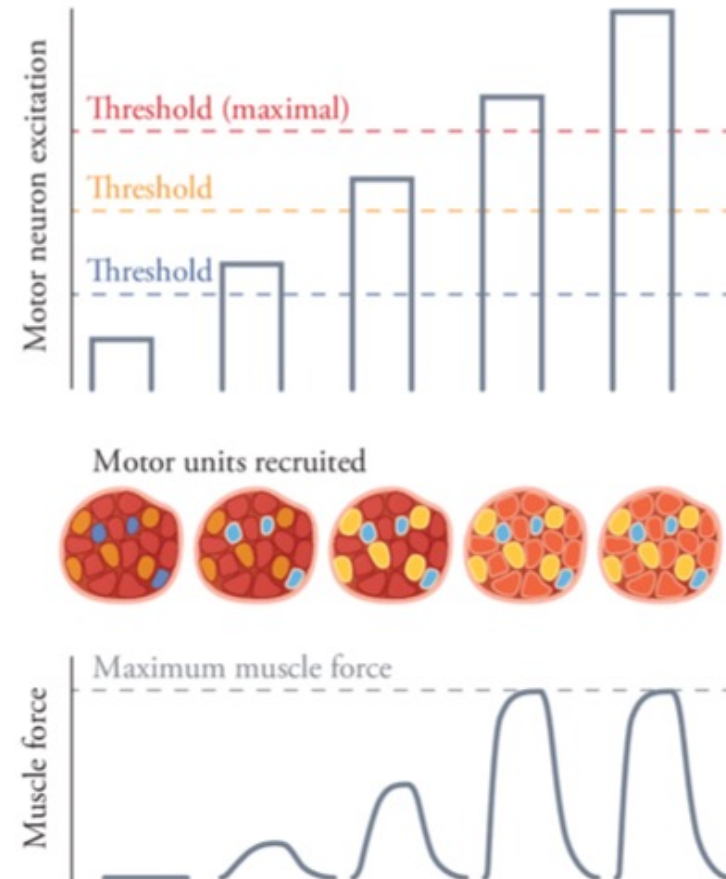 Motor neuron excitation
Threshold (maximal)
Threshold
Threshold
Motor units recruited
Muscle force
Maximum muscle force